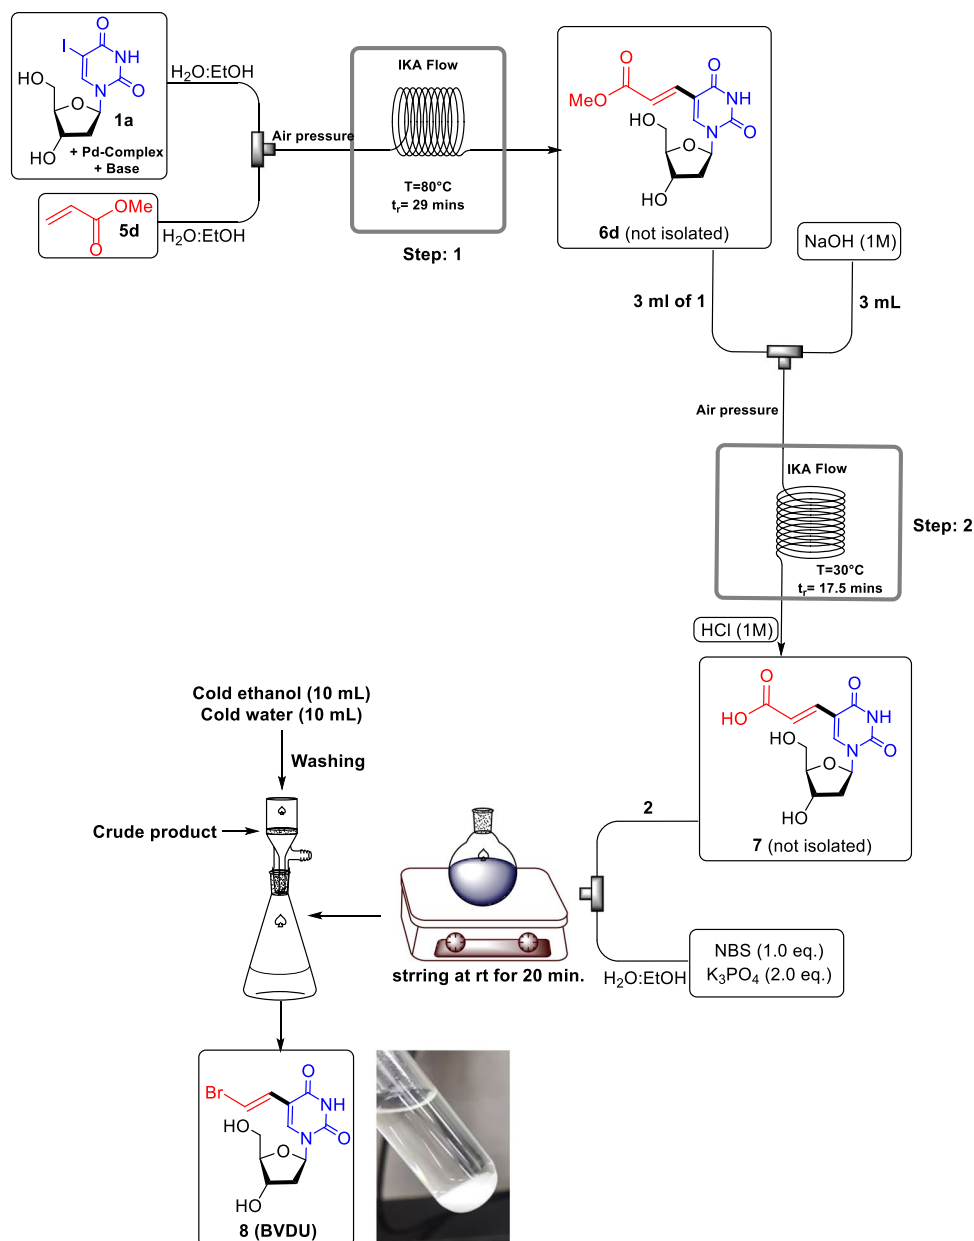 I
O
NH
N
O
HO
O
HO
1a
+ Pd-Complex
+ Base
H₂O:EtOH
OMe
5d
O
H₂O:EtOH
Air pressure
IKA Flow
T=80°C
tᵣ= 29 mins
Step: 1
O
MeO
O
NH
N
O
HO
O
HO
6d (not isolated)
NaOH (1M)
3 ml of 1
3 mL
Air pressure
IKA Flow
T=30°C
tᵣ= 17.5 mins
Step: 2
HCl (1M)
O
HO
O
NH
N
O
HO
O
HO
7 (not isolated)
2
NBS (1.0 eq.)
K₃PO₄ (2.0 eq.)
H₂O:EtOH
strring at rt for 20 min.
Cold ethanol (10 mL)
Cold water (10 mL)
Washing
Crude product
Br
O
NH
N
O
HO
O
HO
8 (BVDU)